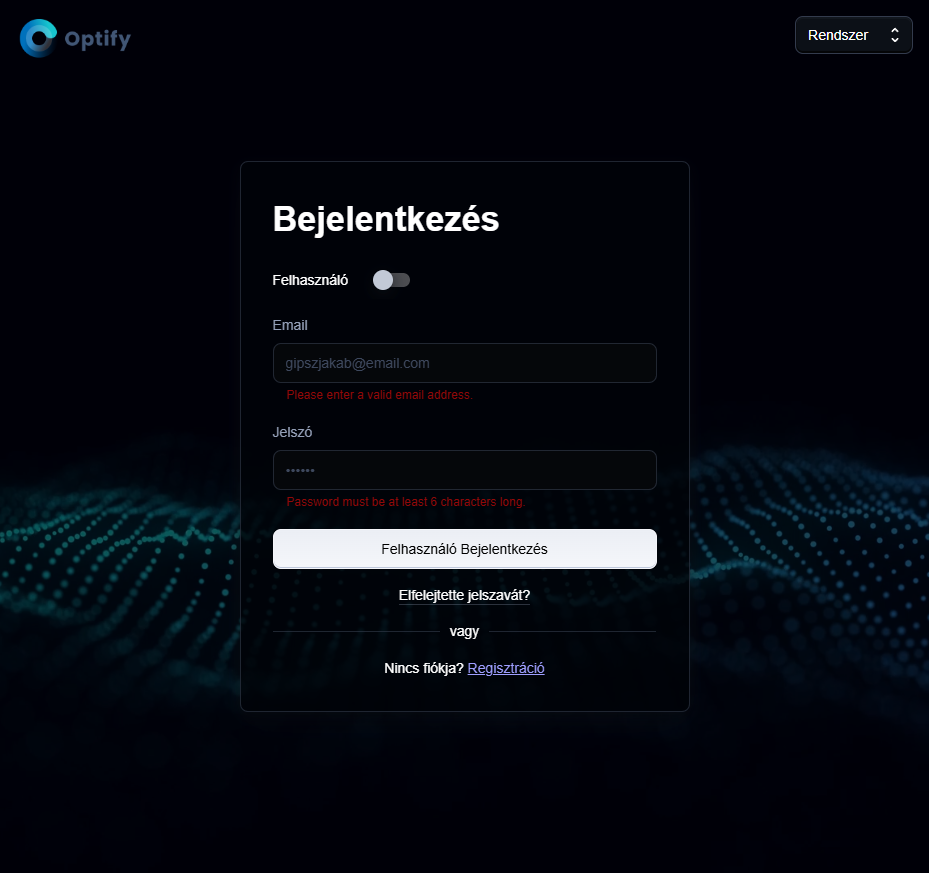 Optify
Rendszer
Bejelentkezés
Felhasználó
Email
gipszjakab@email.com
Please enter a valid email address.
Jelszó
••••••
Password must be at least 6 characters long.
Felhasználó Bejelentkezés
Elfelejtette jelszavát?
vagy
Nincs fiókja? Regisztráció